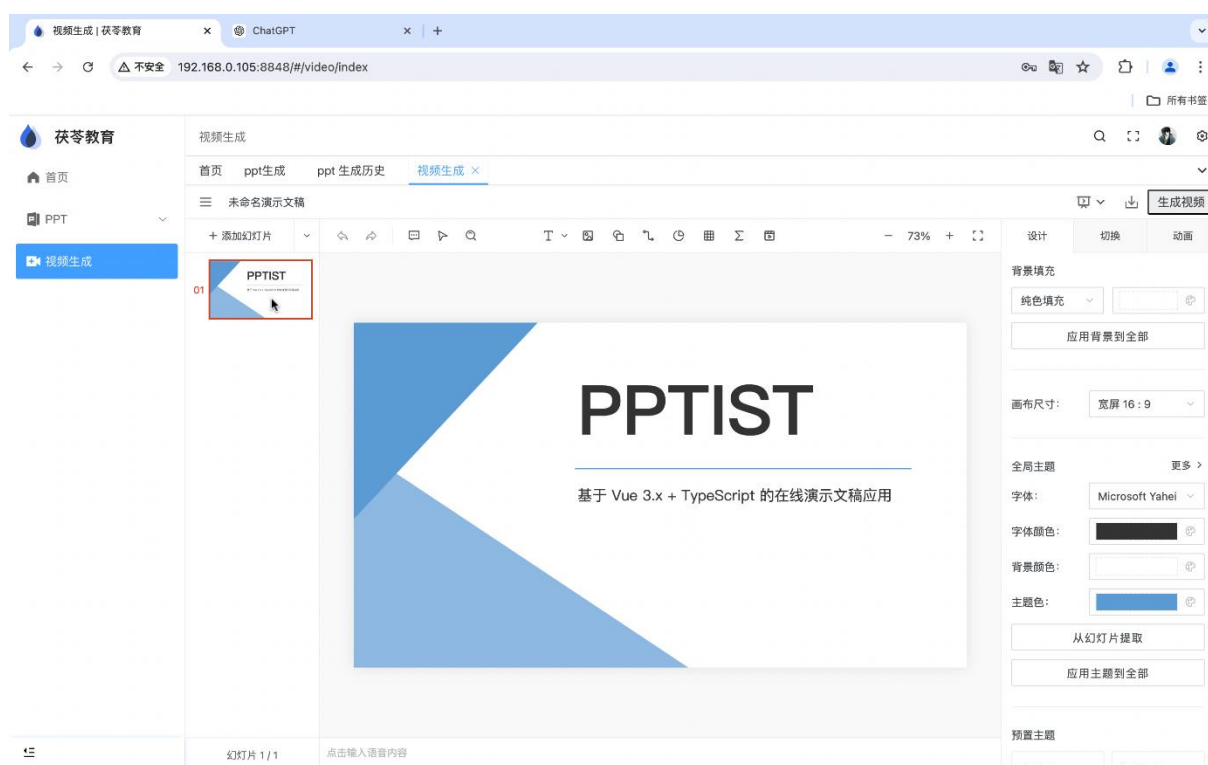 视频生成 | 茯苓教育
ChatGPT
不安全 192.168.0.105:8848/#/video/index
所有书签
茯苓教育
视频生成
首页
首页 ppt生成 ppt 生成历史 视频生成
未命名演示文稿
生成视频
PPT
+ 添加幻灯片
73%
设计 切换 动画
视频生成
01
PPTIST
背景填充
纯色填充
应用背景到全部
PPTIST
基于 Vue 3.x + TypeScript 的在线演示文稿应用
画布尺寸: 宽屏 16 : 9
全局主题 更多 >
字体: Microsoft Yahei
字体颜色:
背景颜色:
主题色:
从幻灯片提取
应用主题到全部
预置主题
幻灯片 1 / 1
点击输入语音内容